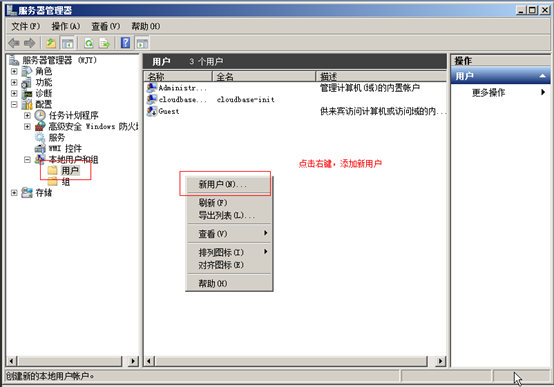 服务器管理器
文件(F) 操作(A) 查看(V) 帮助(H)
服务器管理器 (WJY)
角色
功能
诊断
配置
任务计划程序
高级安全 Windows 防火墙
服务
WMI 控件
本地用户和组
用户
组
存储
用户 3 个用户
名称 全名 描述
Administr... 管理计算机(域)的内置帐户
cloudbase... cloudbase-init
Guest 供来宾访问计算机或访问域的内...
点击右键，添加新用户
新用户(N)...
刷新(F)
导出列表(L)...
查看(V)
排列图标(I)
对齐图标(E)
帮助(H)
操作
用户
更多操作
创建新的本地用户帐户。